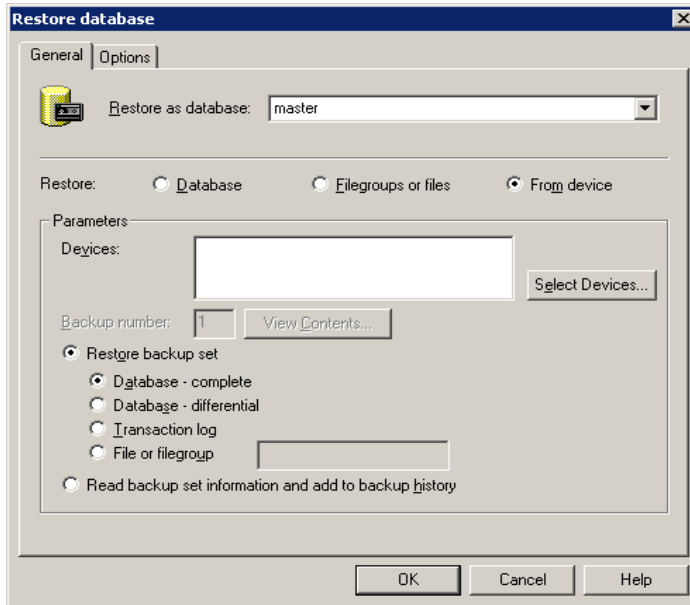 Restore database
General Options
Restore as database: master
Restore: Database Filegroups or files From device
Parameters
Devices:
Select Devices...
Backup number: 1 View Contents...
Restore backup set
Database - complete
Database - differential
Transaction log
File or filegroup
Read backup set information and add to backup history
OK Cancel Help